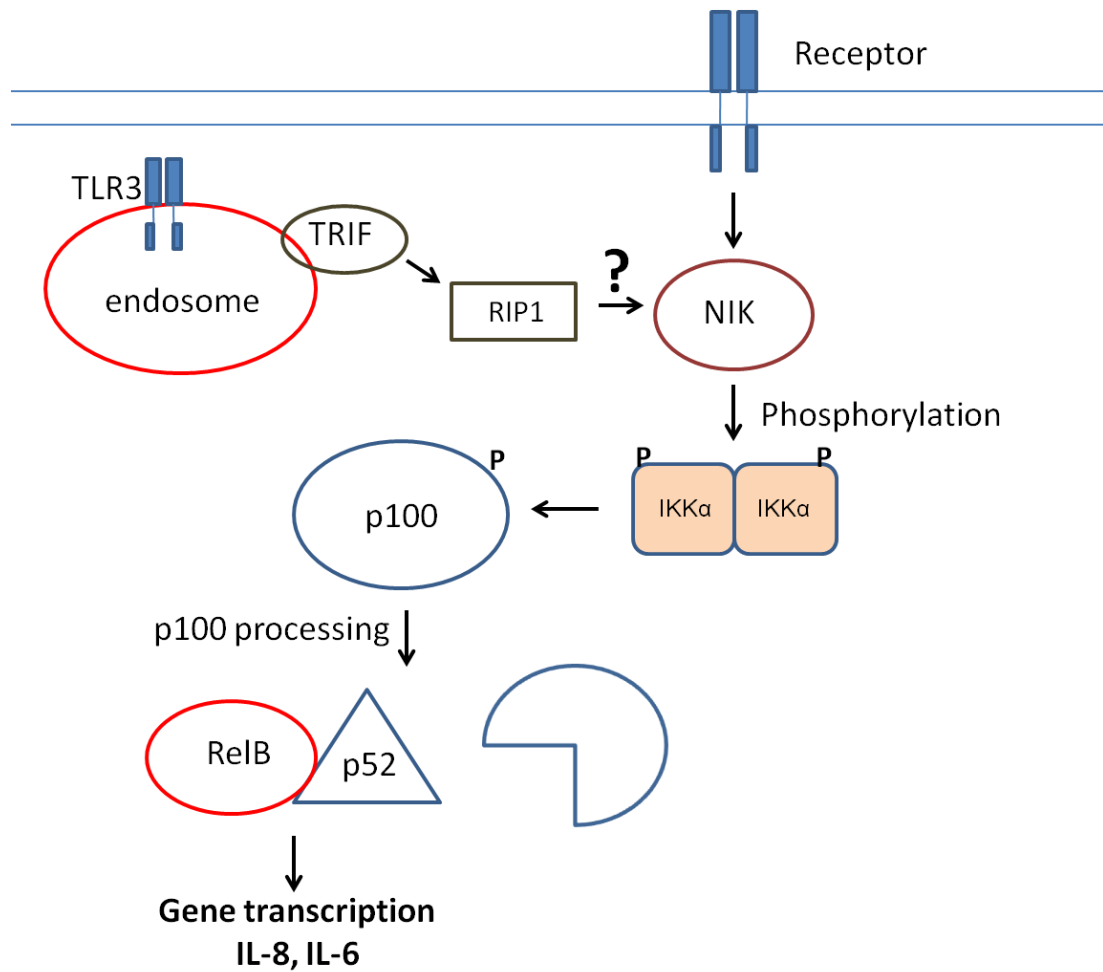 Receptor
TLR3
TRIF
endosome
RIP1
?
NIK
Phosphorylation
P
P
P
p100
IKKα
IKKα
p100 processing
RelB
p52
Gene transcription
IL-8, IL-6